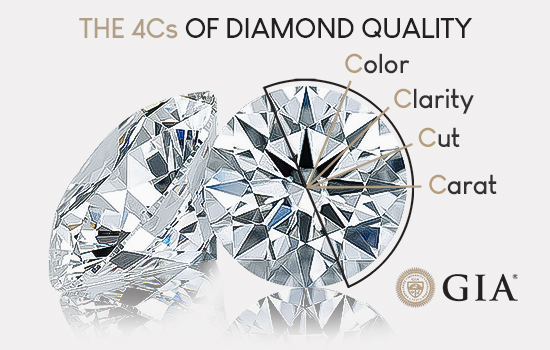 THE 4Cs OF DIAMOND QUALITY
Color
Clarity
Cut
Carat
GIA®